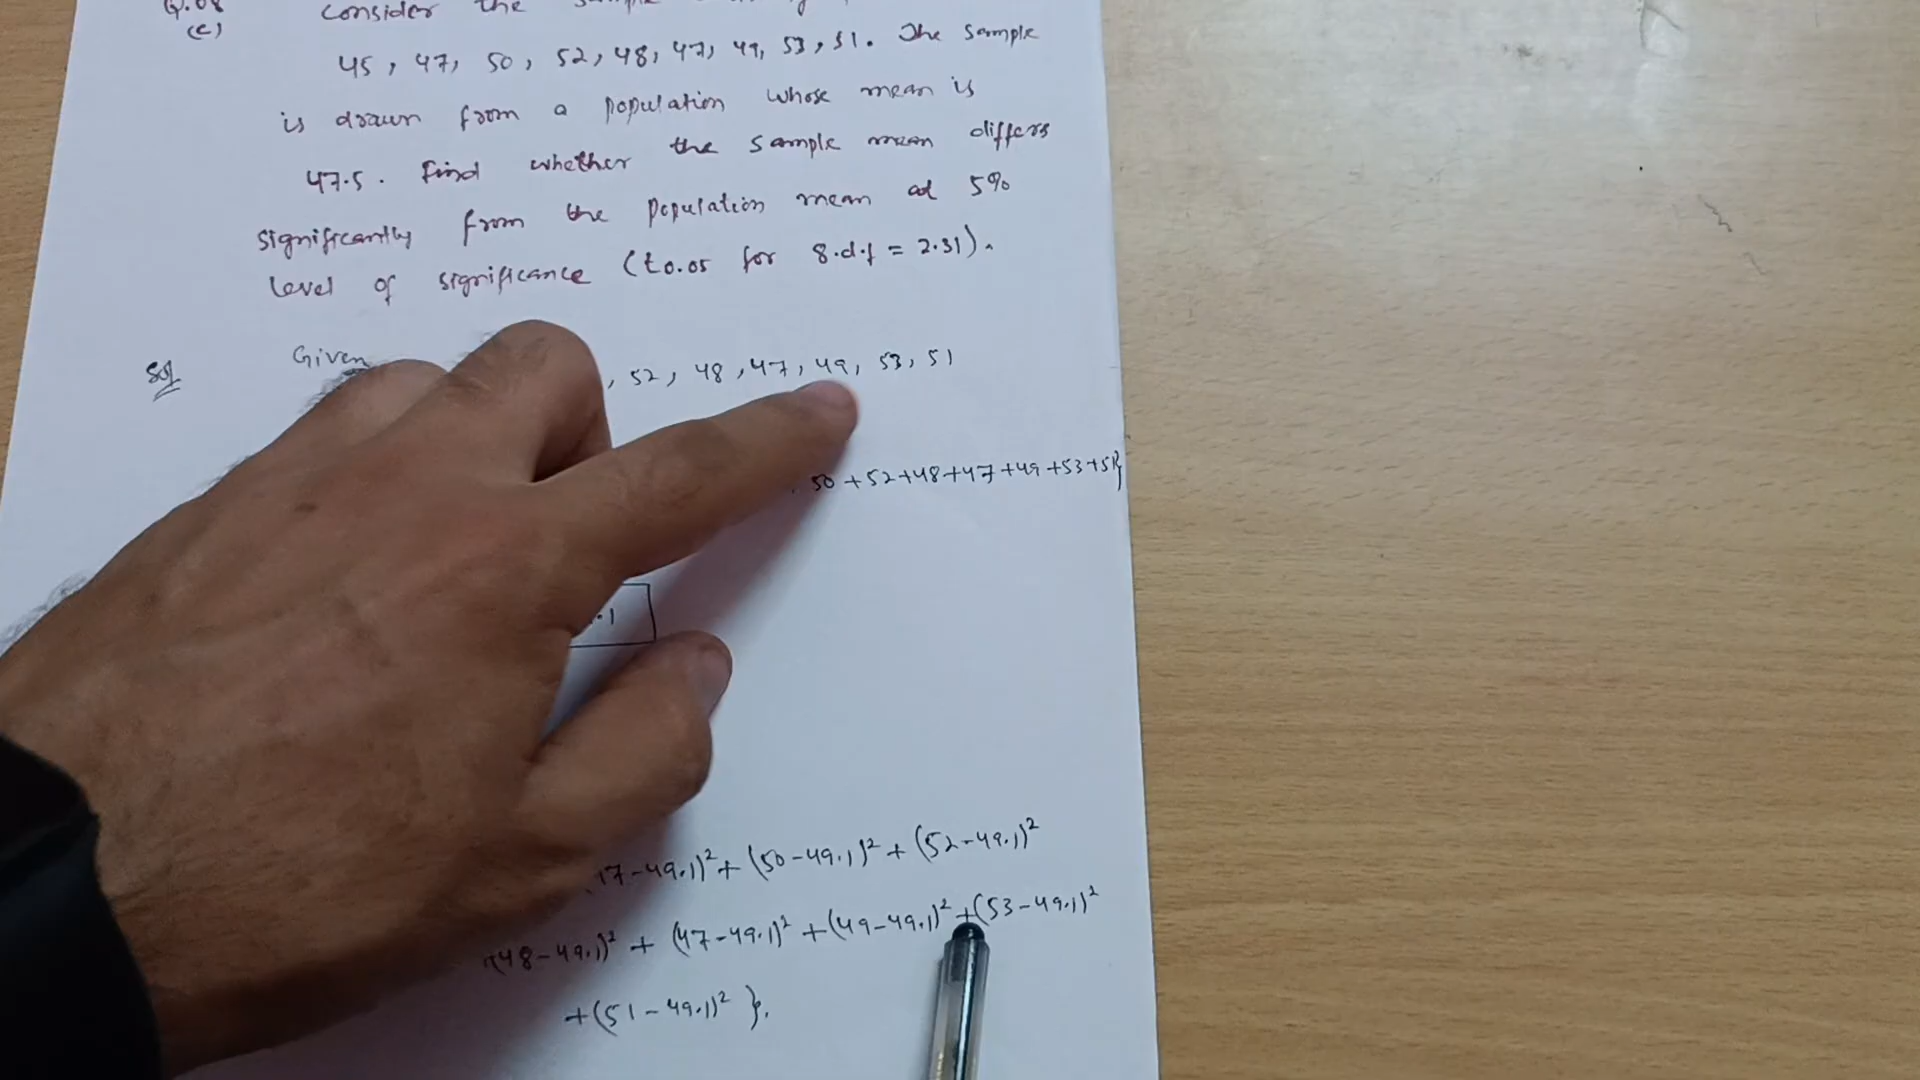 Q.08 Consider the
(c)
45, 47, 50, 52, 48, 47, 49, 53, 51. The sample
is drawn from a population whose mean is
47.5. Find whether the sample mean differs
significantly from the population mean at 5%
level of significance (t0.05 for 8.d.f = 2.31).
Sol Given , 52, 48, 47, 49, 53, 51
50 + 52+48+47+49+53+51}
.1
7-49.1)² + (50-49.1)² + (52-49.1)²
(48-49.1)² + (47-49.1)² + (49-49.1)² + (53-49.1)²
+(51-49.1)² }.